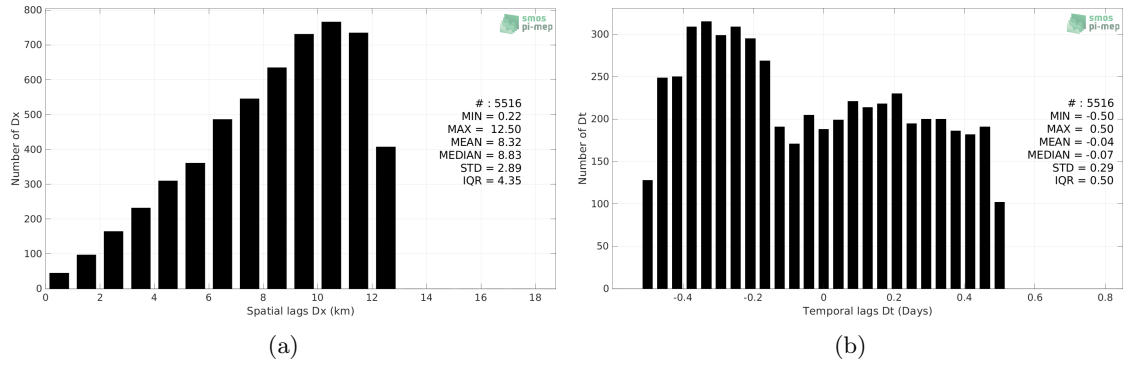 smos
pi-mep
800
700
600
500
400
300
200
100
0
Number of Dx
# : 5516
MIN = 0.22
MAX = 12.50
MEAN = 8.32
MEDIAN = 8.83
STD = 2.89
IQR = 4.35
0 2 4 6 8 10 12 14 16 18
Spatial lags Dx (km)
(a)
smos
pi-mep
300
250
200
150
100
50
0
Number of Dt
# : 5516
MIN = -0.50
MAX = 0.50
MEAN = -0.04
MEDIAN = -0.07
STD = 0.29
IQR = 0.50
-0.4 -0.2 0 0.2 0.4 0.6 0.8
Temporal lags Dt (Days)
(b)